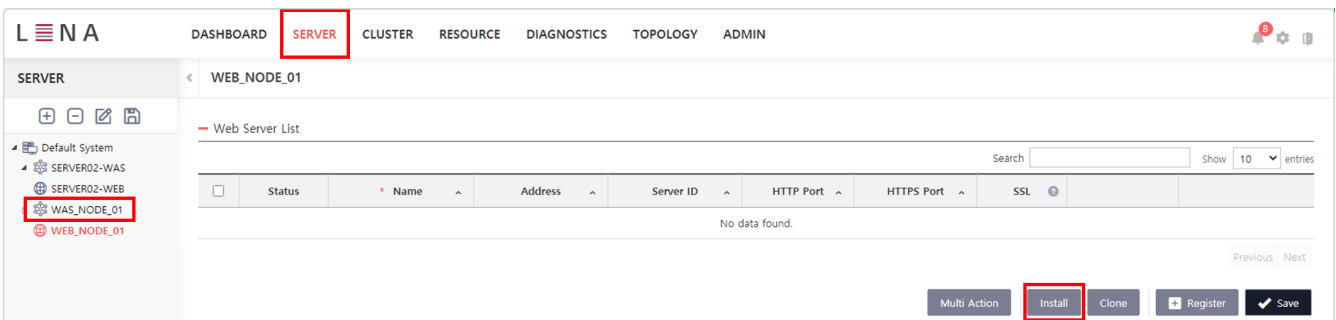 LENA DASHBOARD SERVER CLUSTER RESOURCE DIAGNOSTICS TOPOLOGY ADMIN 8
SERVER
WEB_NODE_01
Default System
SERVER02-WAS
SERVER02-WEB
WAS_NODE_01
WEB_NODE_01
Web Server List
Search Show 10 entries
Status * Name Address Server ID HTTP Port HTTPS Port SSL ?
No data found.
Previous Next
Multi Action Install Clone Register Save